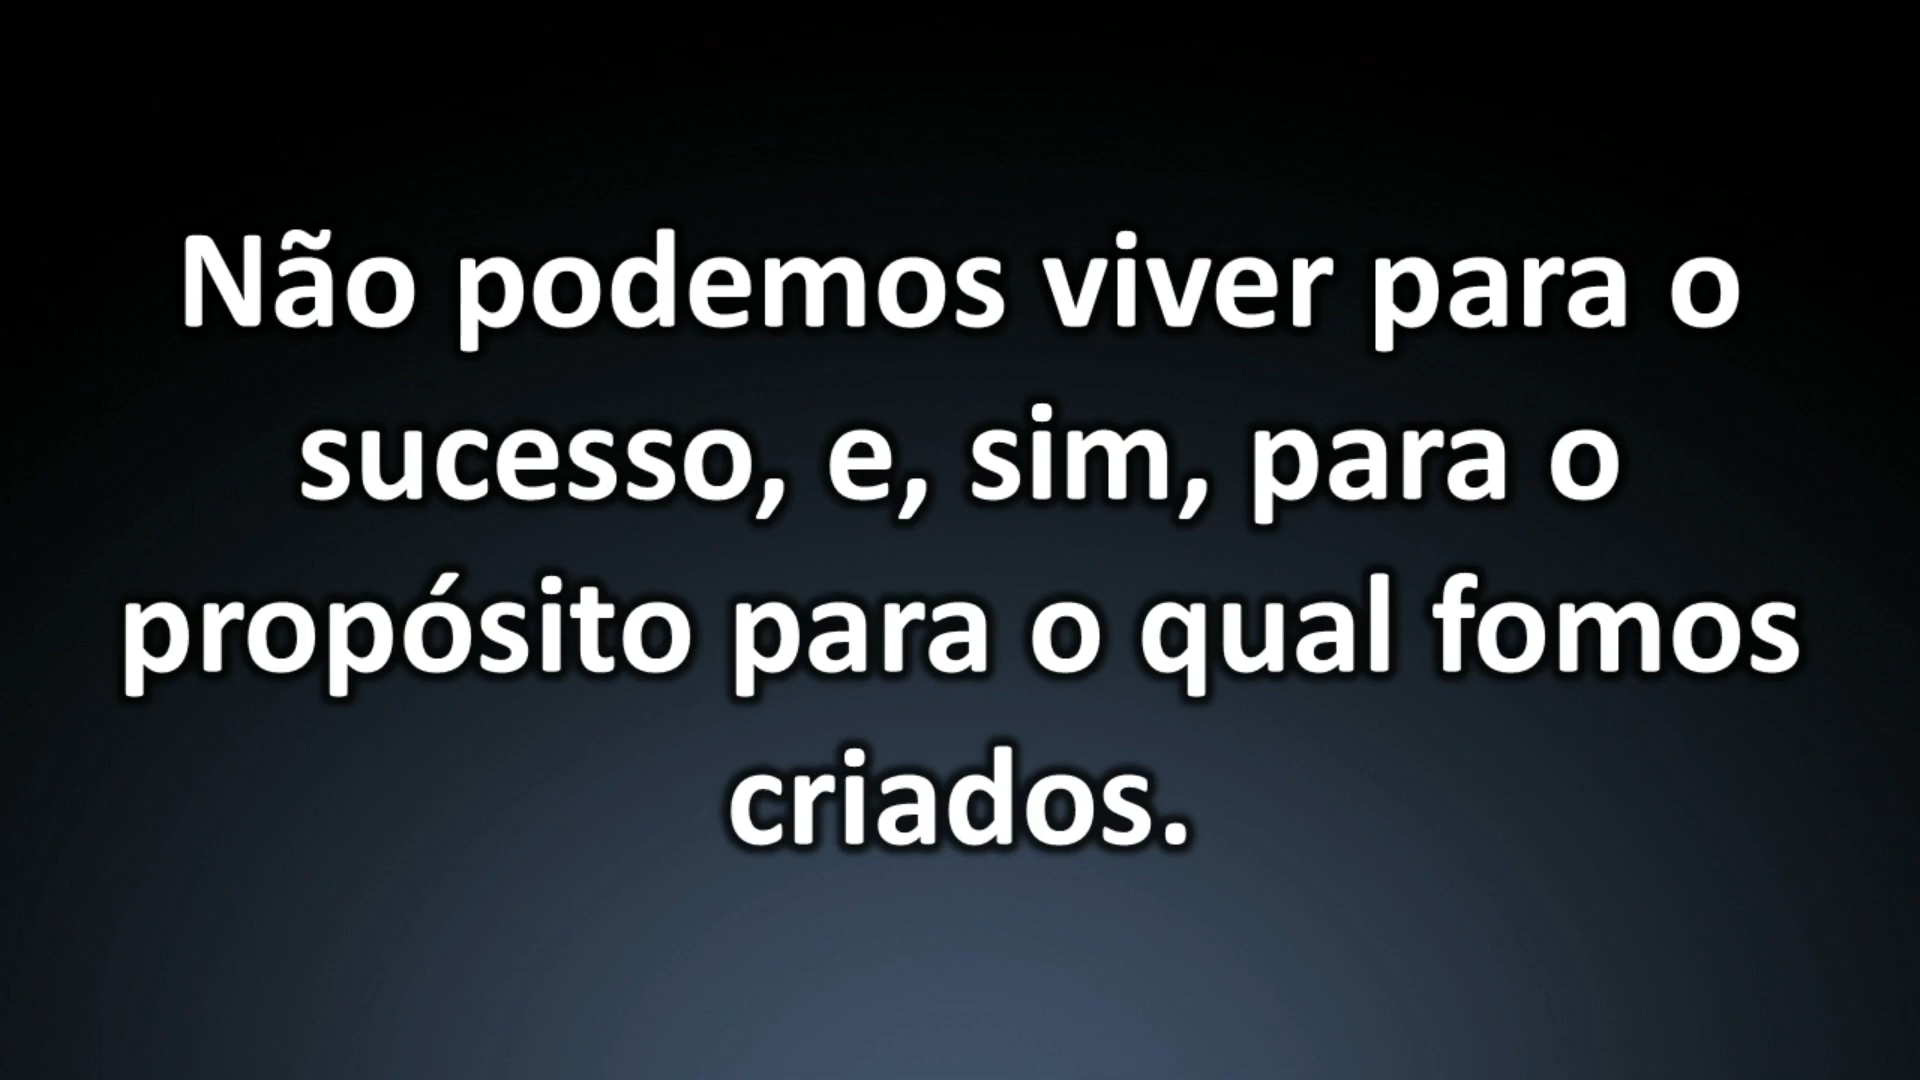 Não podemos viver para o
sucesso, e, sim, para o
propósito para o qual fomos
criados.